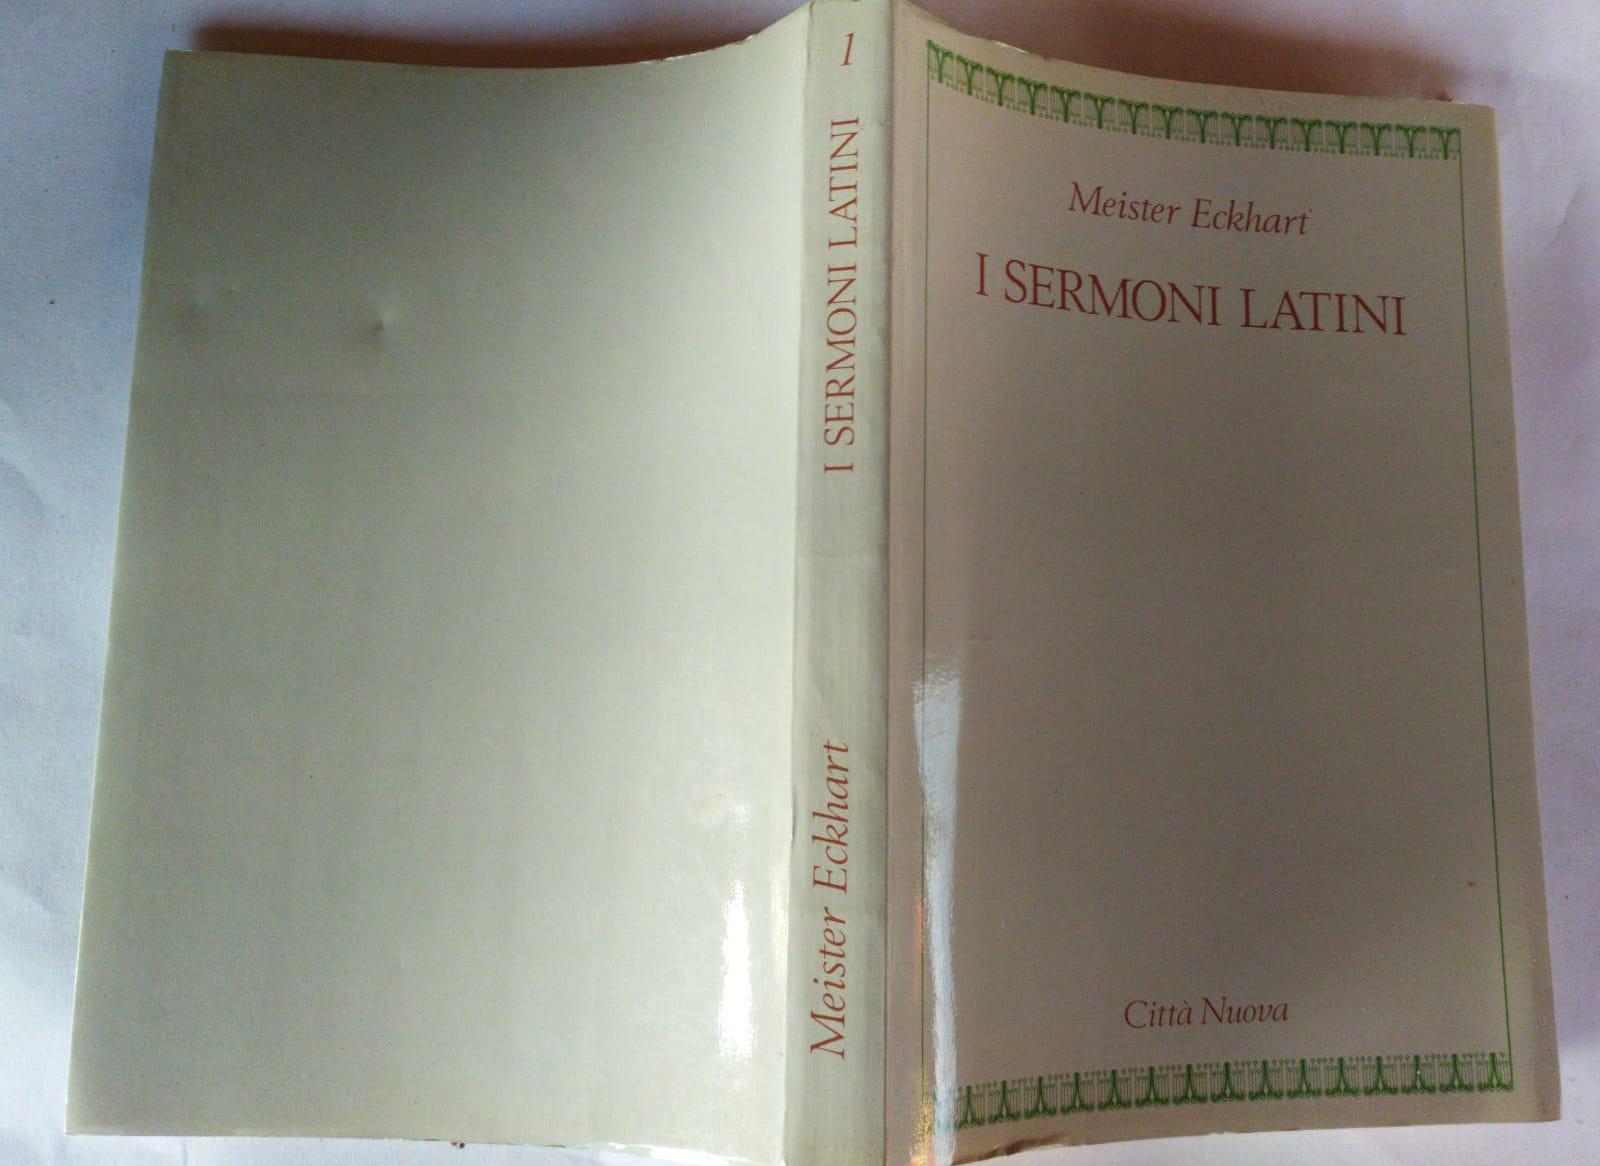 1
I SERMONI LATINI
Meister Eckhart
Meister Eckhart
I SERMONI LATINI
Città Nuova